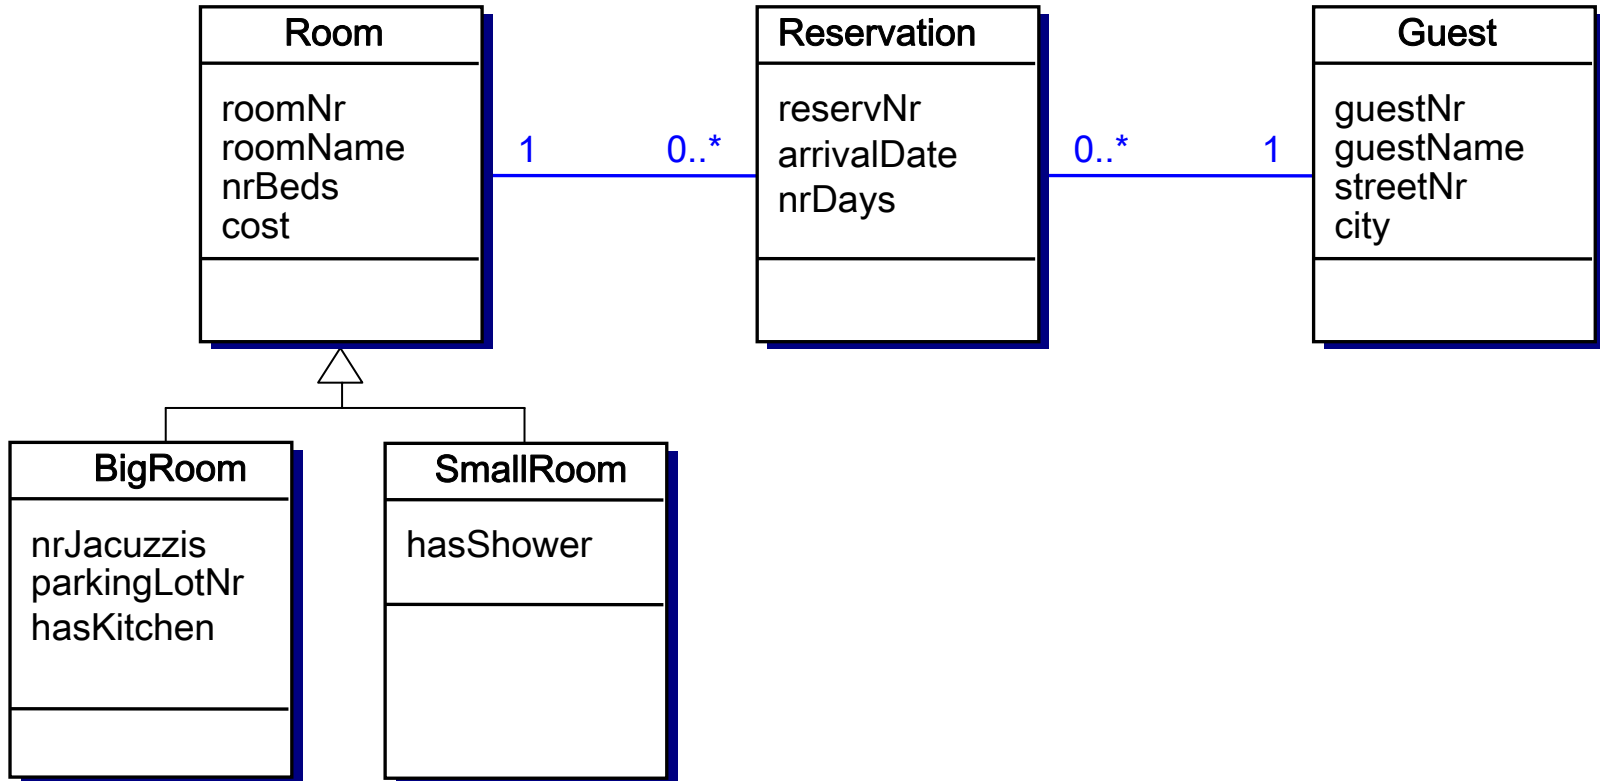 Room
roomNr
roomName
nrBeds
cost
1
0..*
Reservation
reservNr
arrivalDate
nrDays
0..*
1
Guest
guestNr
guestName
streetNr
city
BigRoom
nrJacuzzis
parkingLotNr
hasKitchen
SmallRoom
hasShower